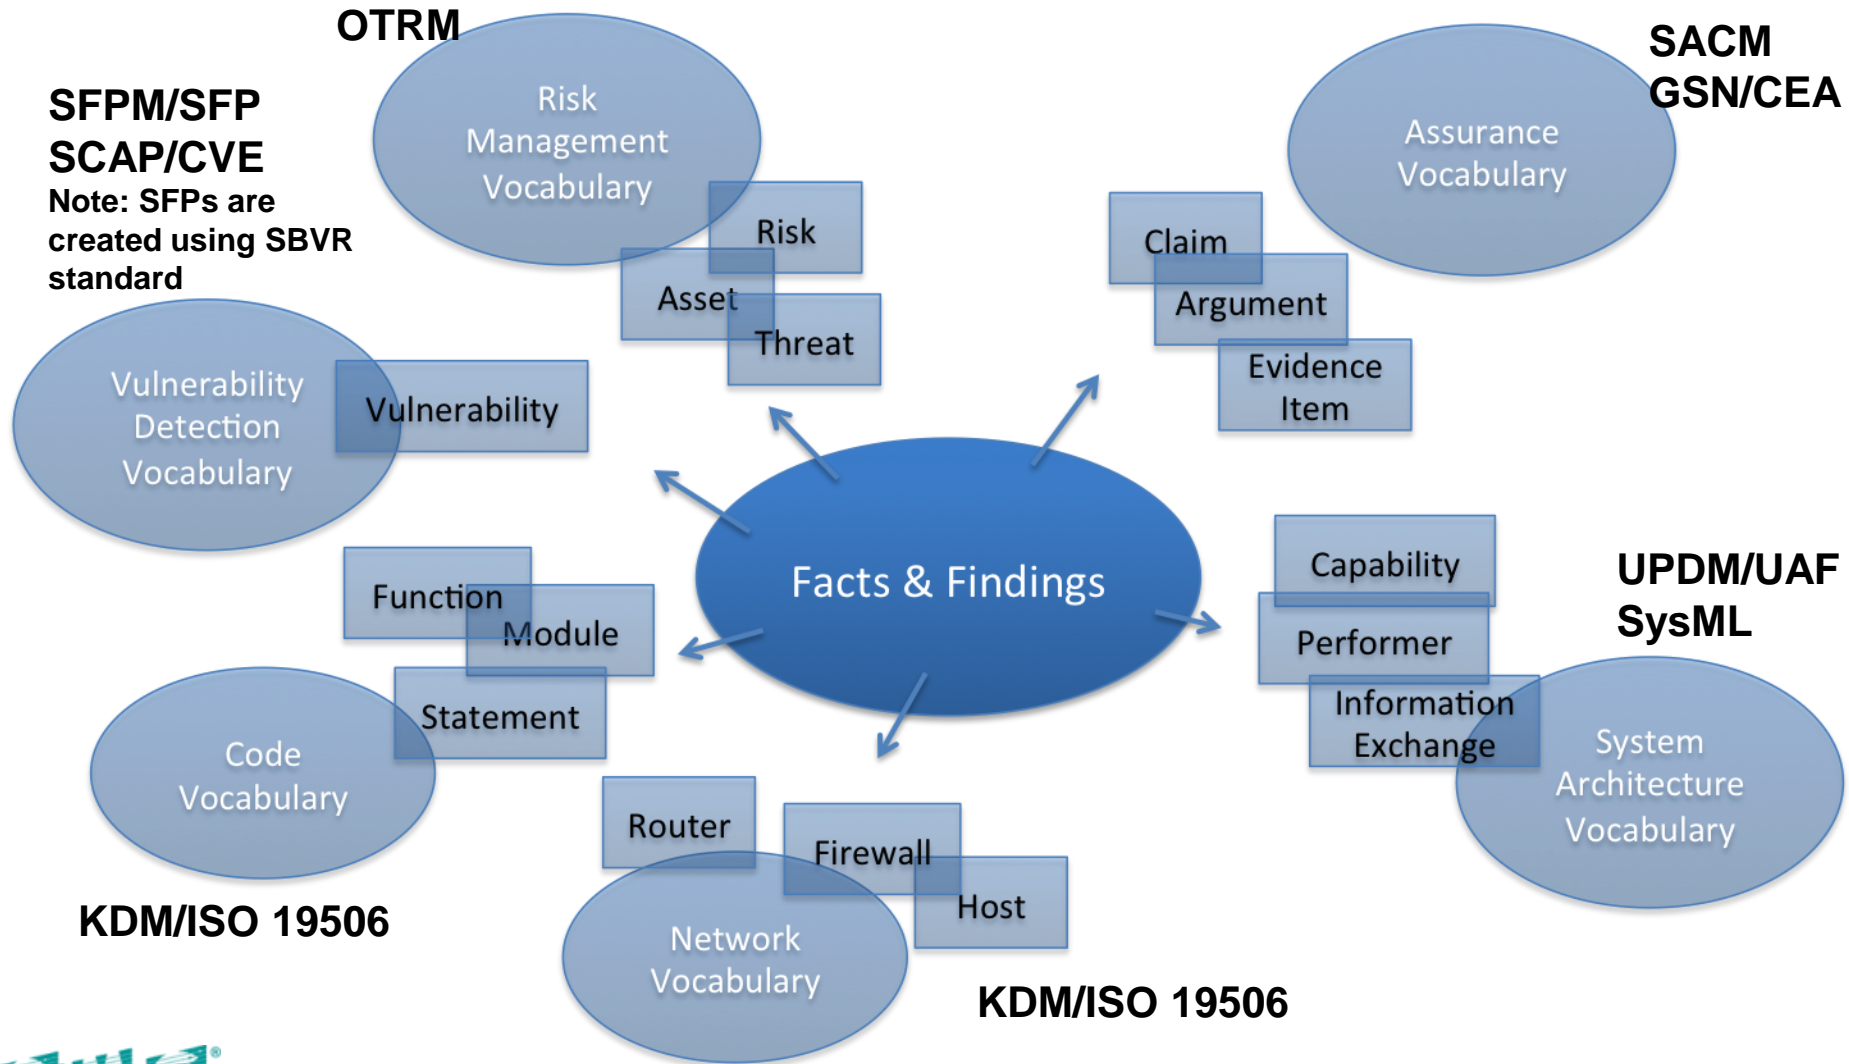 OTRM
Risk
Management
Vocabulary
SACM
GSN/CEA
Assurance
Vocabulary
SFPM/SFP
SCAP/CVE
Note: SFPs are
created using SBVR
standard
Risk
Asset
Threat
Claim
Argument
Evidence
Item
Vulnerability
Detection
Vocabulary
Vulnerability
Facts & Findings
Capability
Performer
Information
Exchange
UPDM/UAF
SysML
System
Architecture
Vocabulary
Function
Module
Statement
Code
Vocabulary
KDM/ISO 19506
Router
Firewall
Host
Network
Vocabulary
KDM/ISO 19506